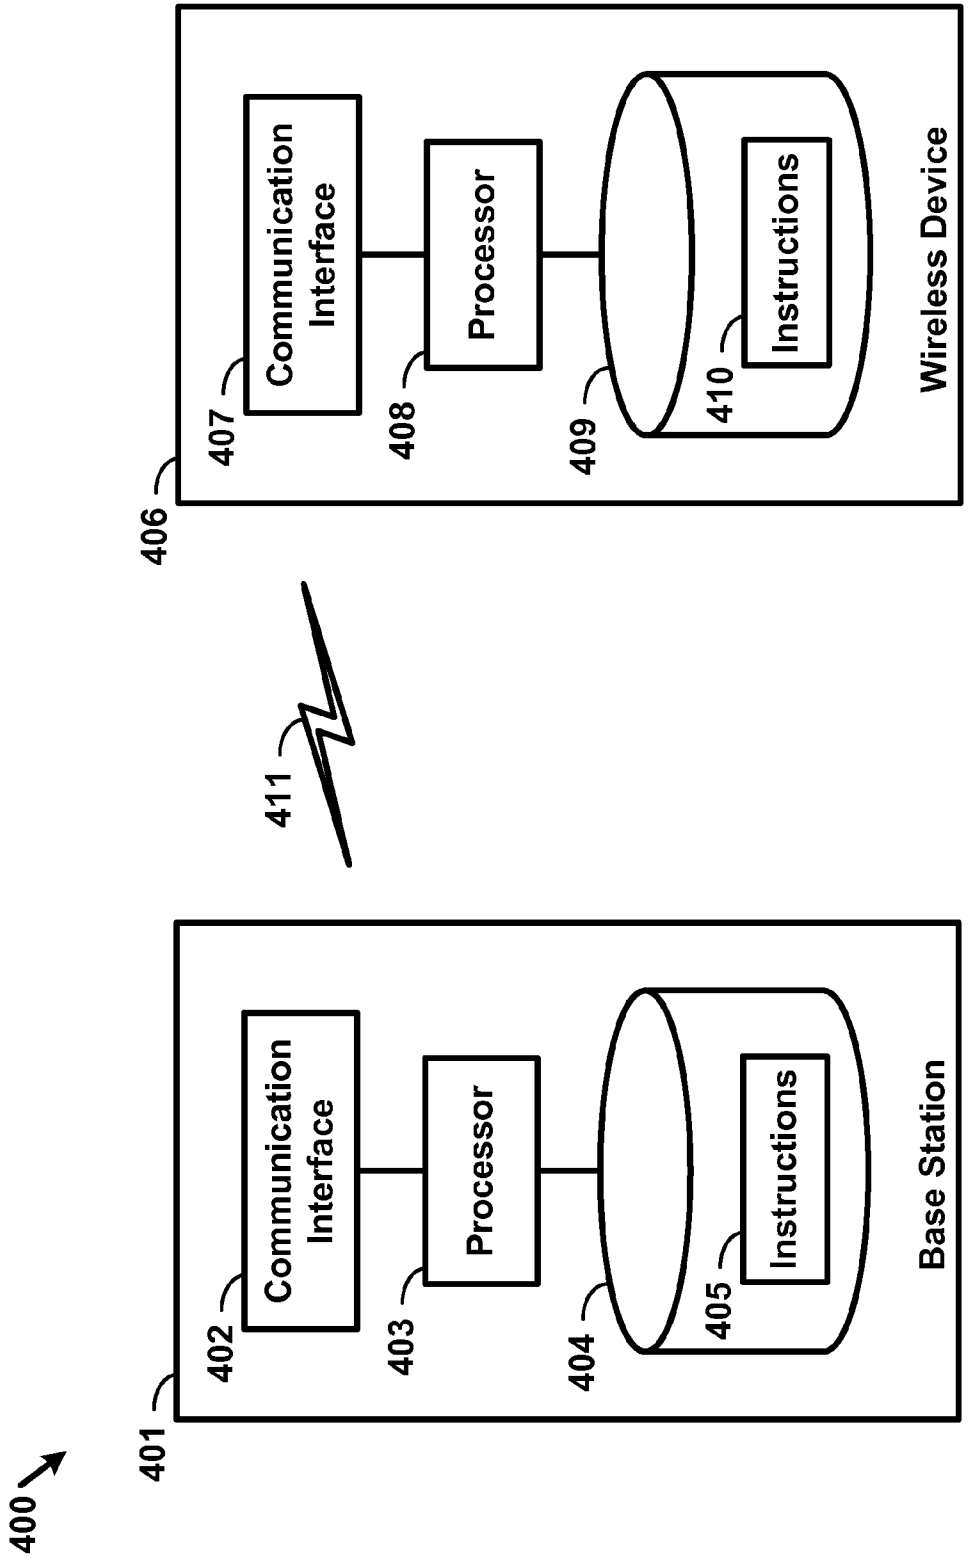 400
401
402
Communication
Interface
403
Processor
404
405
Instructions
Base Station
411
406
407
Communication
Interface
408
Processor
409
410
Instructions
Wireless Device